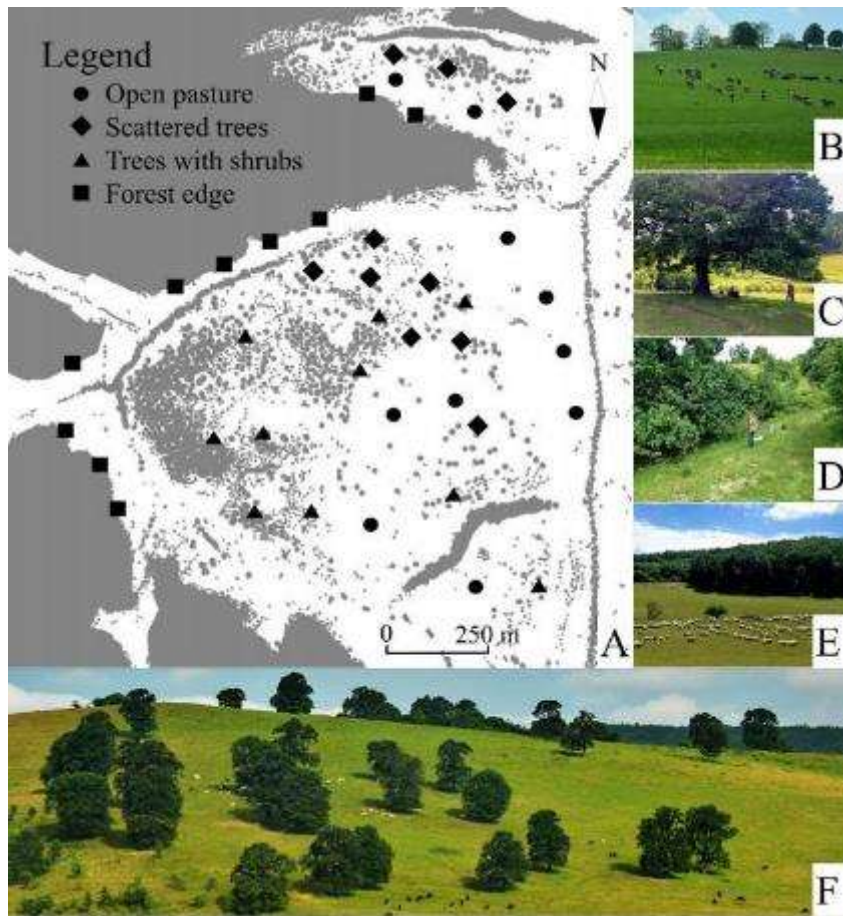 Legend
Open pasture
Scattered trees
Trees with shrubs
Forest edge
N
0 250 m
A
B
C
D
E
F